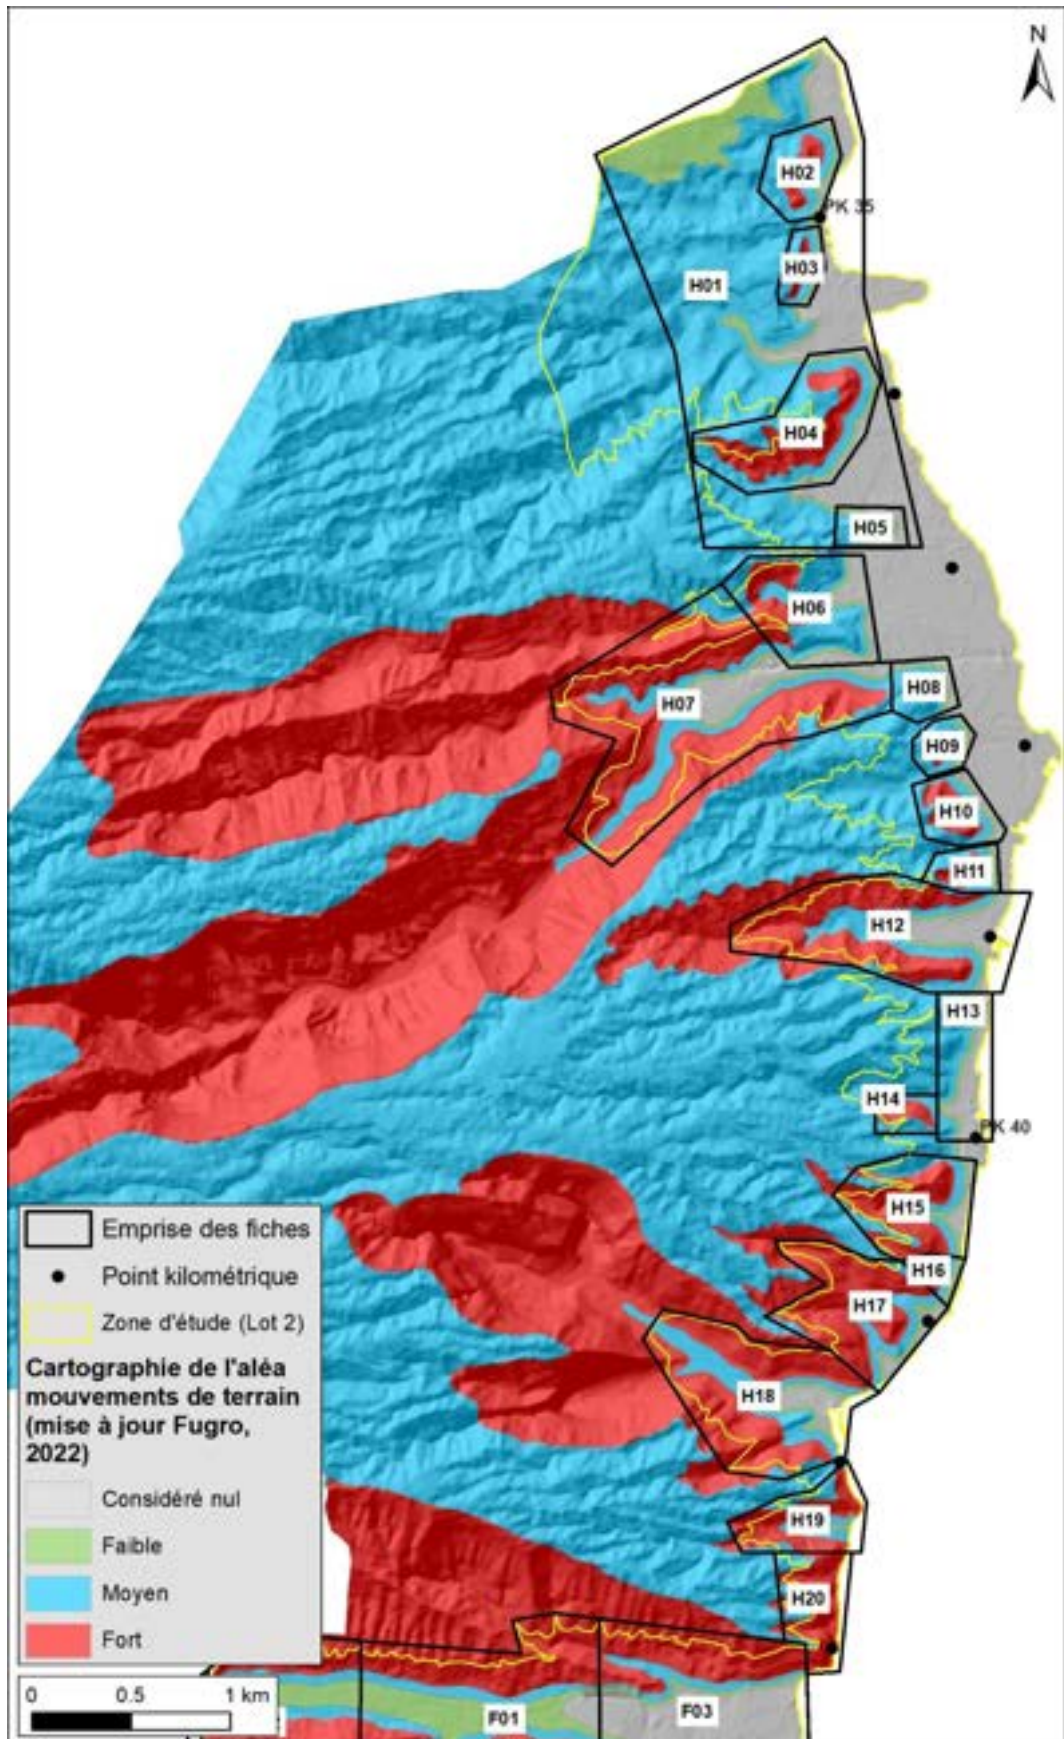 N
H02
PK 35
H03
H01
H04
H05
H06
H07
H08
H09
H10
H11
H12
H13
H14
PK 40
H15
H16
H17
H18
H19
H20
F01
F03
Emprise des fiches
Point kilométrique
Zone d'étude (Lot 2)
Cartographie de l'aléa
mouvements de terrain
(mise à jour Fugro,
2022)
Considéré nul
Faible
Moyen
Fort
0 0.5 1 km